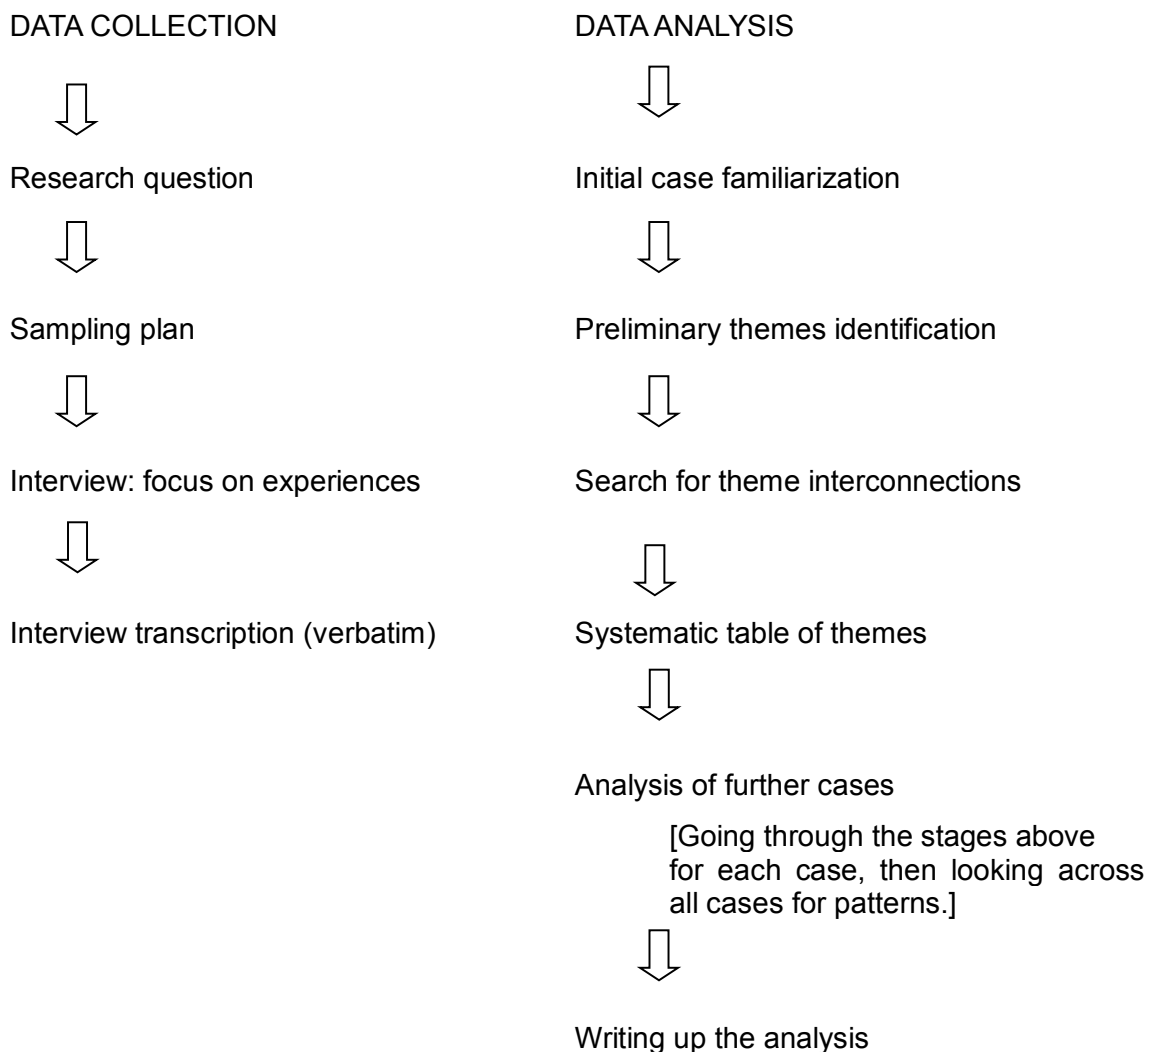 DATA COLLECTION
Research question
Sampling plan
Interview: focus on experiences
Interview transcription (verbatim)
DATA ANALYSIS
Initial case familiarization
Preliminary themes identification
Search for theme interconnections
Systematic table of themes
Analysis of further cases
[Going through the stages above
for each case, then looking across
all cases for patterns.]
Writing up the analysis